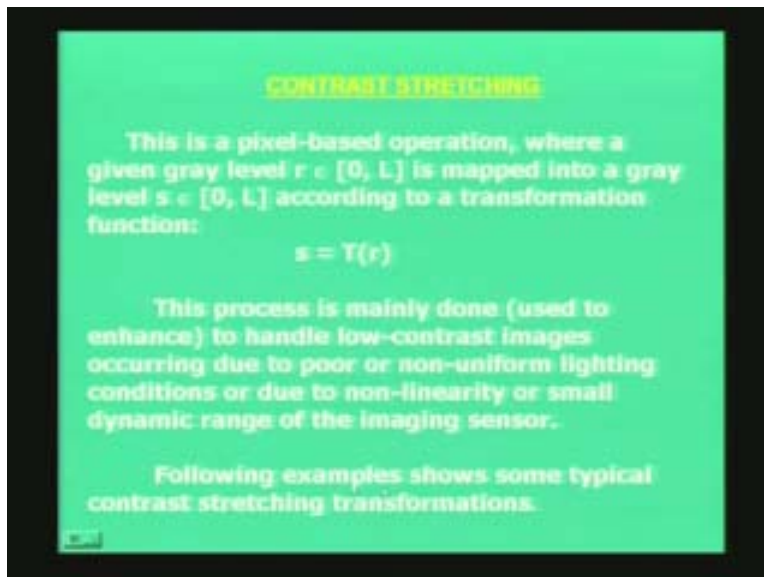 CONTRAST STRETCHING
This is a pixel-based operation, where a
given gray level r ∈ [0, L] is mapped into a gray
level s ∈ [0, L] according to a transformation
function:
s = T(r)
This process is mainly done (used to
enhance) to handle low-contrast images
occurring due to poor or non-uniform lighting
conditions or due to non-linearity or small
dynamic range of the imaging sensor.
Following examples shows some typical
contrast stretching transformations.